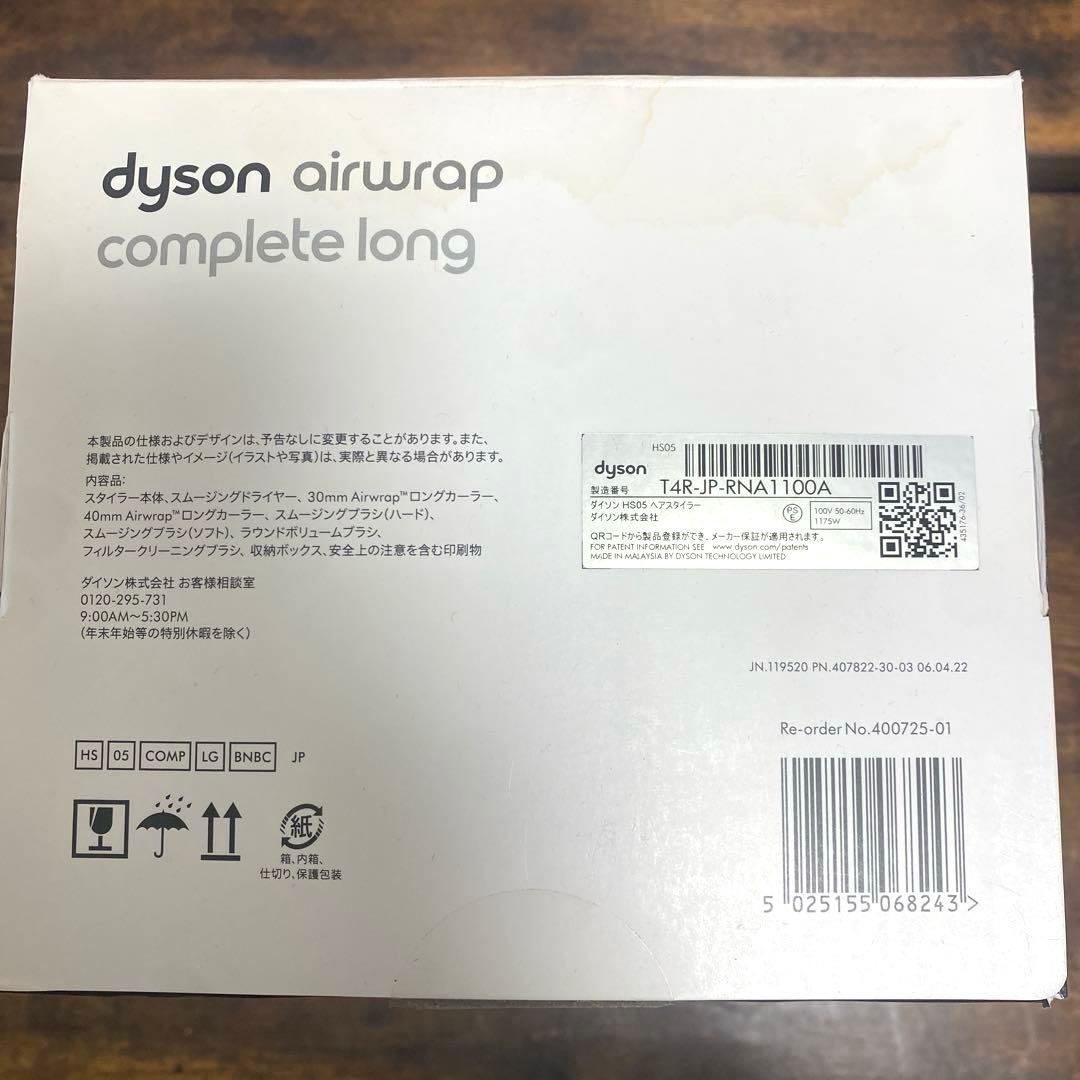 dyson airwrap
complete long
本製品の仕様およびデザインは、予告なしに変更することがあります。また、
掲載された仕様やイメージ(イラストや写真)は、実際と異なる場合があります。
内容品:
スタイラー本体、スムージングドライヤー、30mm Airwrap™ロングカーラー、
40mm Airwrap™ロングカーラー、スムージングブラシ(ハード)、
スムージングブラシ(ソフト)、ラウンドボリュームブラシ、
フィルタークリーニングブラシ、収納ボックス、安全上の注意を含む印刷物
ダイソン株式会社 お客様相談室
0120-295-731
9:00AM～5:30PM
(年末年始等の特別休暇を除く)
HS05
dyson
製造番号 T4R-JP-RNA1100A
ダイソン HS05 ヘアスタイラー
ダイソン株式会社
PS
E
100V 50-60Hz
1175W
QRコードから製品登録ができ、メーカー保証が適用されます。
FOR PATENT INFORMATION SEE www.dyson.com/patents
MADE IN MALAYSIA BY DYSON TECHNOLOGY LIMITED
435176-36/02
JN.119520 PN.407822-30-03 06.04.22
Re-order No.400725-01
HS 05 COMP LG BNBC JP
紙
箱、内箱、
仕切り、保護包装
5 025155 068243 >